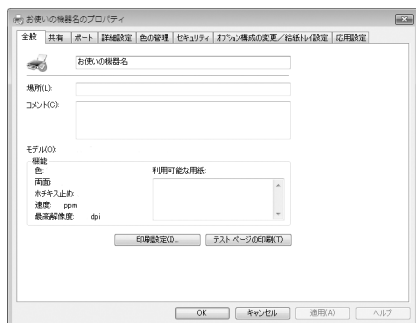 お使いの機器名のプロパティ
全般 共有 ポート 詳細設定 色の管理 セキュリティ オプション構成の変更／給紙トレイ設定 応用設定
お使いの機器名
場所(L):
コメント(C):
モデル(O):
機能
色: 利用可能な用紙:
両面:
ホチキス止め:
速度: ppm
最高解像度: dpi
印刷設定(I)... テスト ページの印刷(T)
OK キャンセル 適用(A) ヘルプ